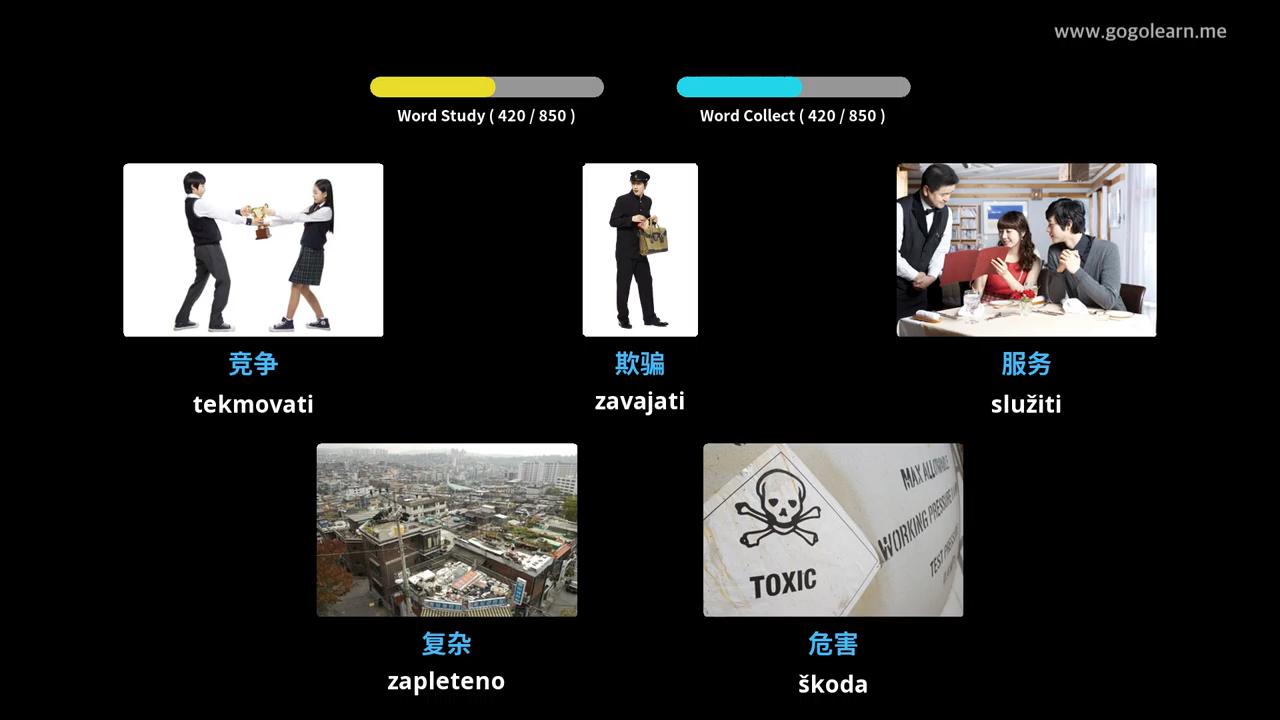 www.gogolearn.me
Word Study ( 420 / 850 )
Word Collect ( 420 / 850 )
竞争
tekmovati
欺骗
zavajati
服务
služiti
复杂
zapleteno
TOXIC
MAX ALLOWABLE
WORKING PRESSURE
危害
škoda